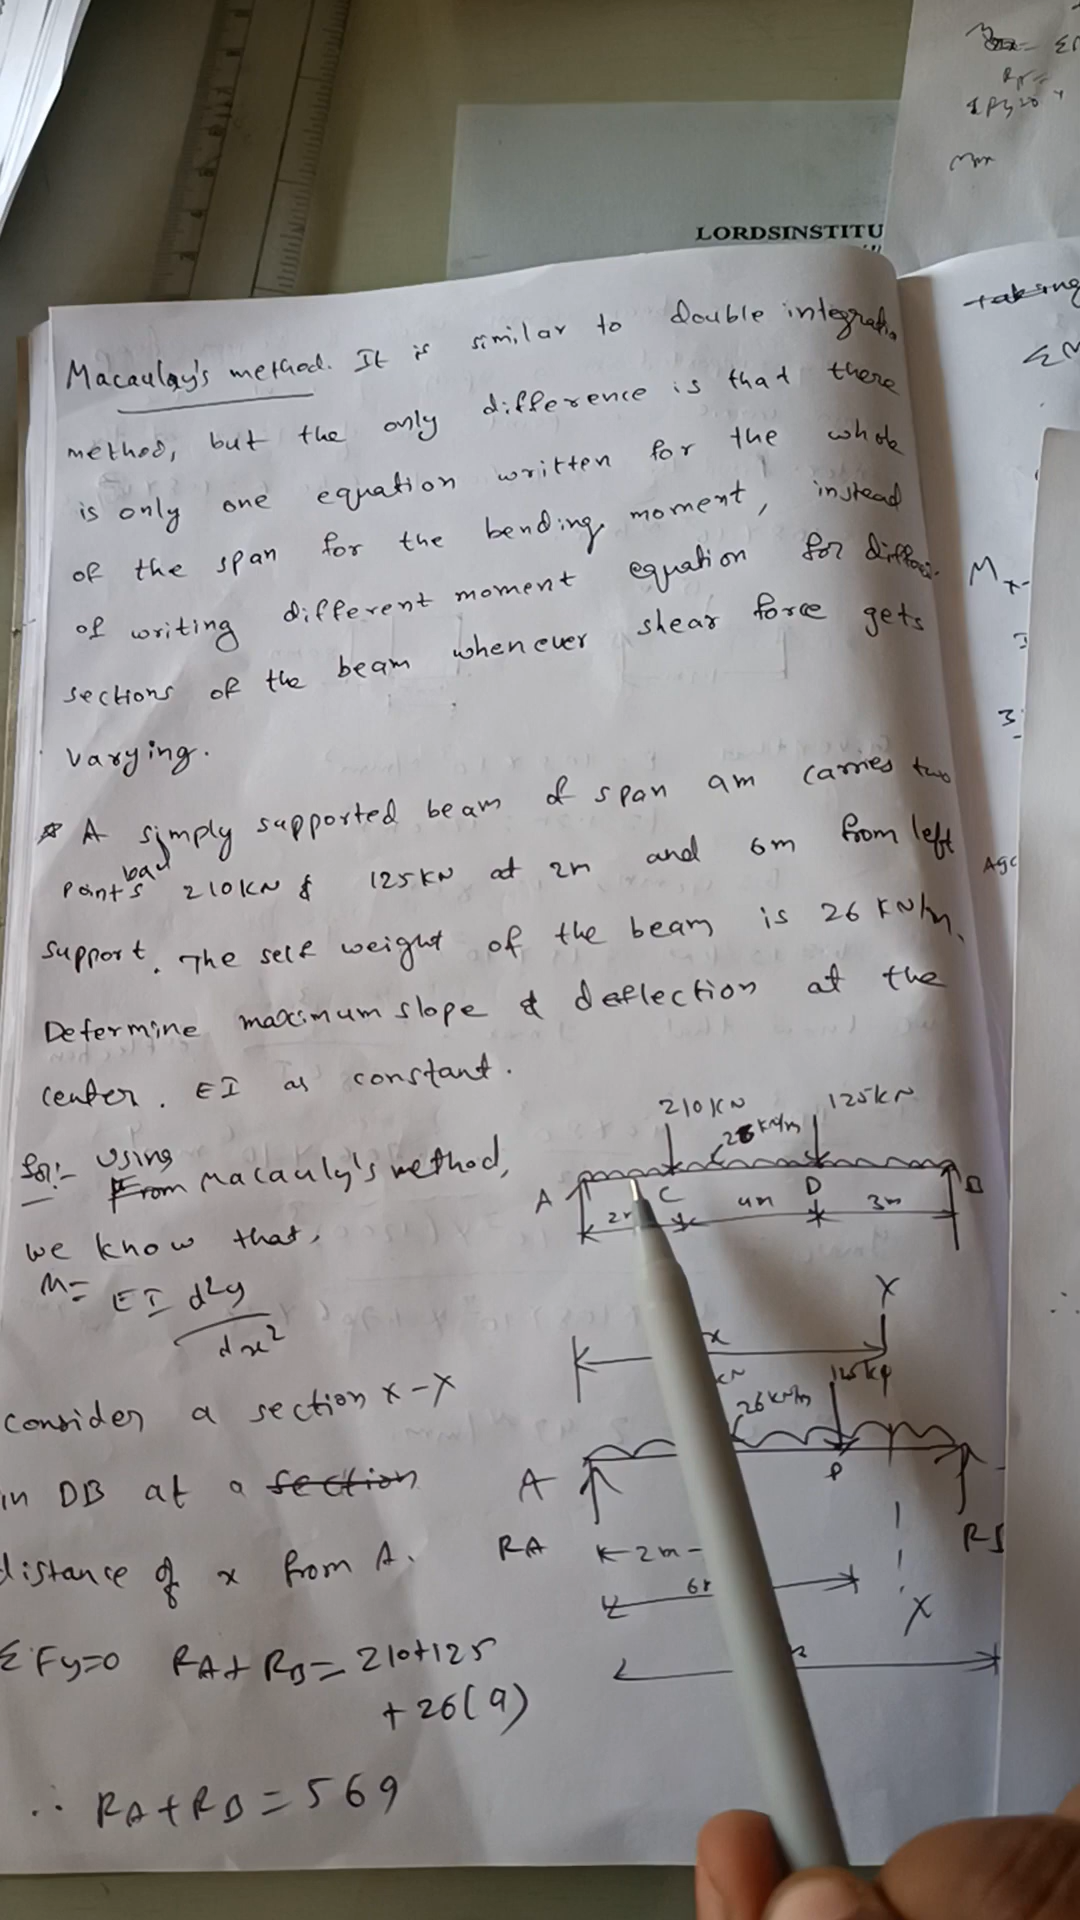 LORDSINSTITU
taking
Macaulay's method. It is similar to double integratio
method, but the only difference is that there
is only one equation written for the whole
of the span for the bending moment, instead
of writing different moment equation for
sections of the beam whenever shear force gets
varying.
A simply supported beam of span 9m carries two
point load 210KN & 125KN at 2m and 6m from left
support. The self weight of the beam is 26 KN/m.
Determine maximum slope & deflection at the
center. EI as constant.
Sol:- Using Macauly's method,
we know that,
M= EI d²y
dx²
210KN 125KN
26KN/m
A C D B
4m 3m
x X
Consider a section x-x
in DB at a section
distance of x from A.
26KN/m
A
RA 2m
X
ΣFy=0 RA+RB=210+125
+26(9)
∴ RA+RB=569